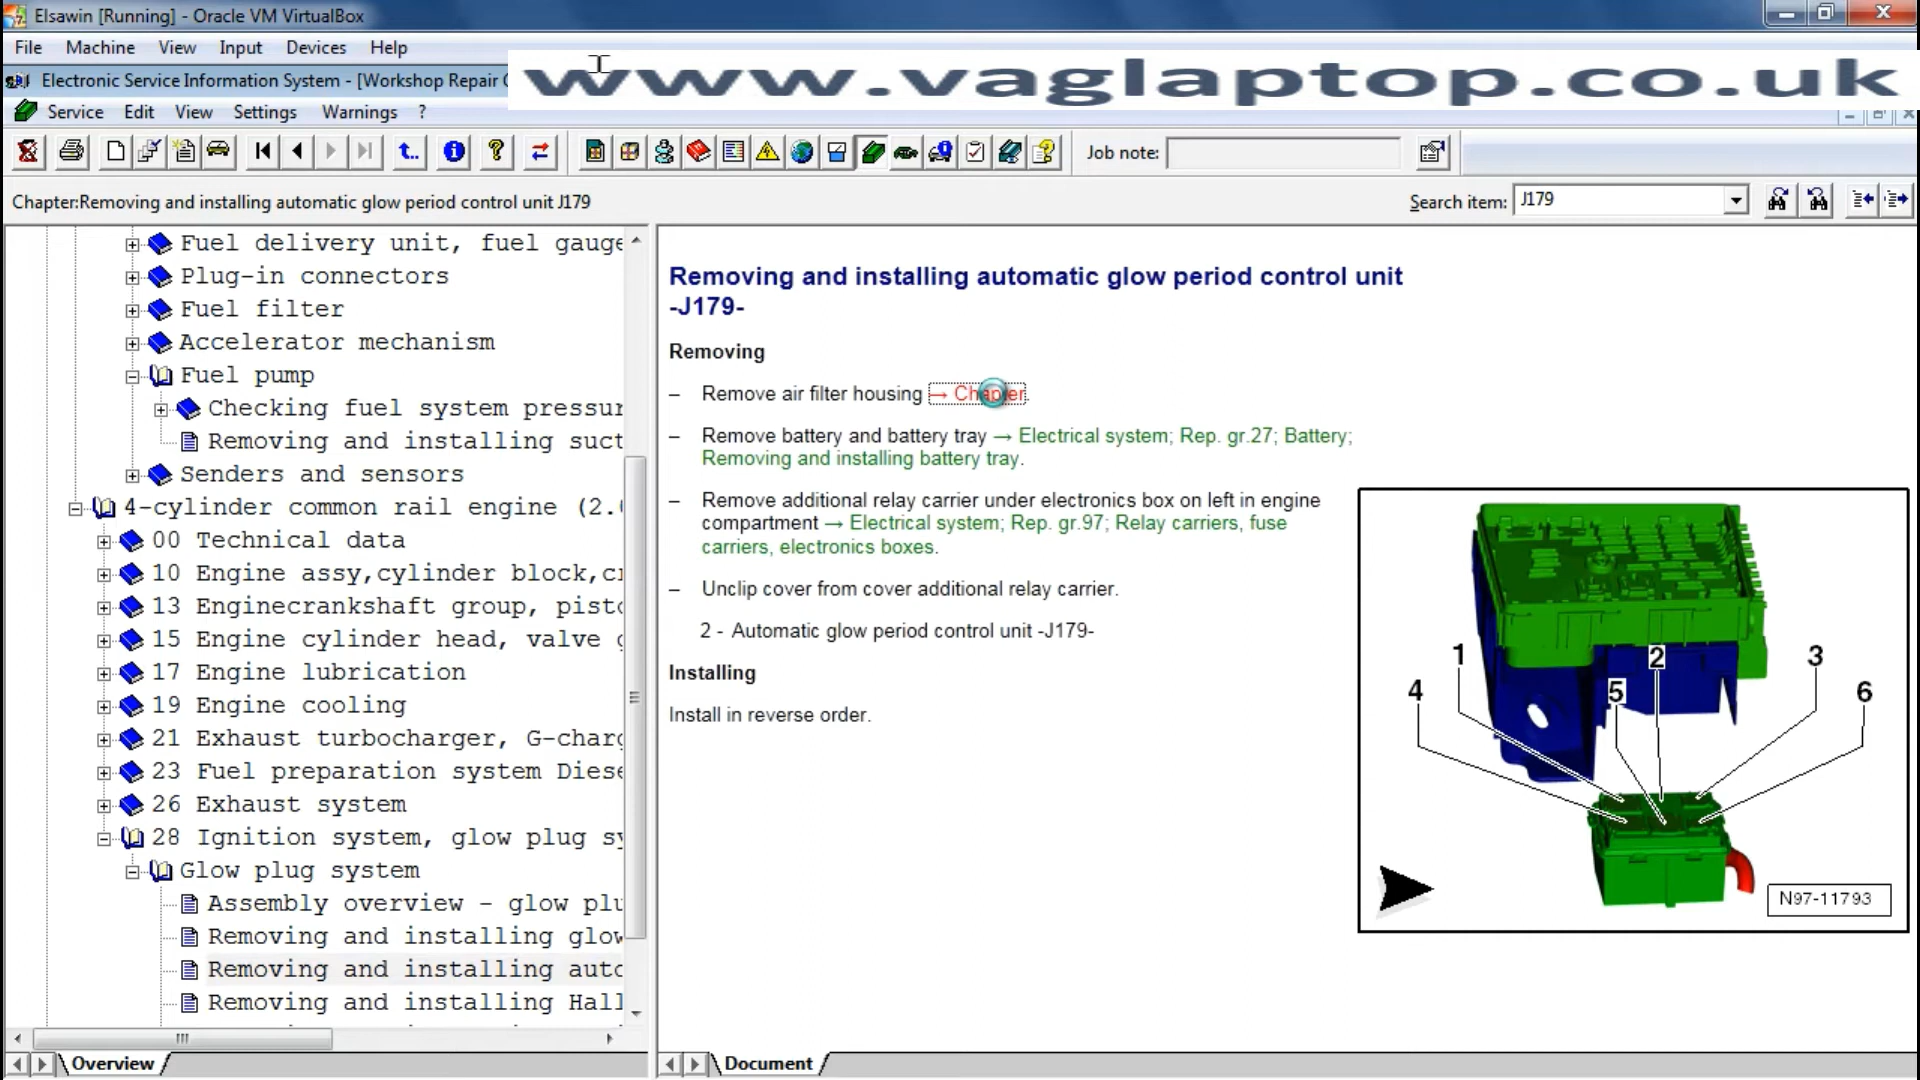 Elsawin [Running] - Oracle VM VirtualBox
File Machine View Input Devices Help
Electronic Service Information System - [Workshop Repair
www.vaglaptop.co.uk
Service Edit View Settings Warnings ?
Job note:
Chapter:Removing and installing automatic glow period control unit J179
Search item: J179
Fuel delivery unit, fuel gauge
Plug-in connectors
Fuel filter
Accelerator mechanism
Fuel pump
Checking fuel system pressur
Removing and installing suct
Senders and sensors
4-cylinder common rail engine (2.
00 Technical data
10 Engine assy,cylinder block,cr
13 Enginecrankshaft group, pisto
15 Engine cylinder head, valve g
17 Engine lubrication
19 Engine cooling
21 Exhaust turbocharger, G-charg
23 Fuel preparation system Diese
26 Exhaust system
28 Ignition system, glow plug sy
Glow plug system
Assembly overview - glow plu
Removing and installing glow
Removing and installing auto
Removing and installing Hall
Overview
Removing and installing automatic glow period control unit
-J179-
Removing
– Remove air filter housing → Chapter.
– Remove battery and battery tray → Electrical system; Rep. gr.27; Battery;
Removing and installing battery tray.
– Remove additional relay carrier under electronics box on left in engine
compartment → Electrical system; Rep. gr.97; Relay carriers, fuse
carriers, electronics boxes.
– Unclip cover from cover additional relay carrier.
2 - Automatic glow period control unit -J179-
Installing
Install in reverse order.
1 2 3
4 5 6
N97-11793
Document